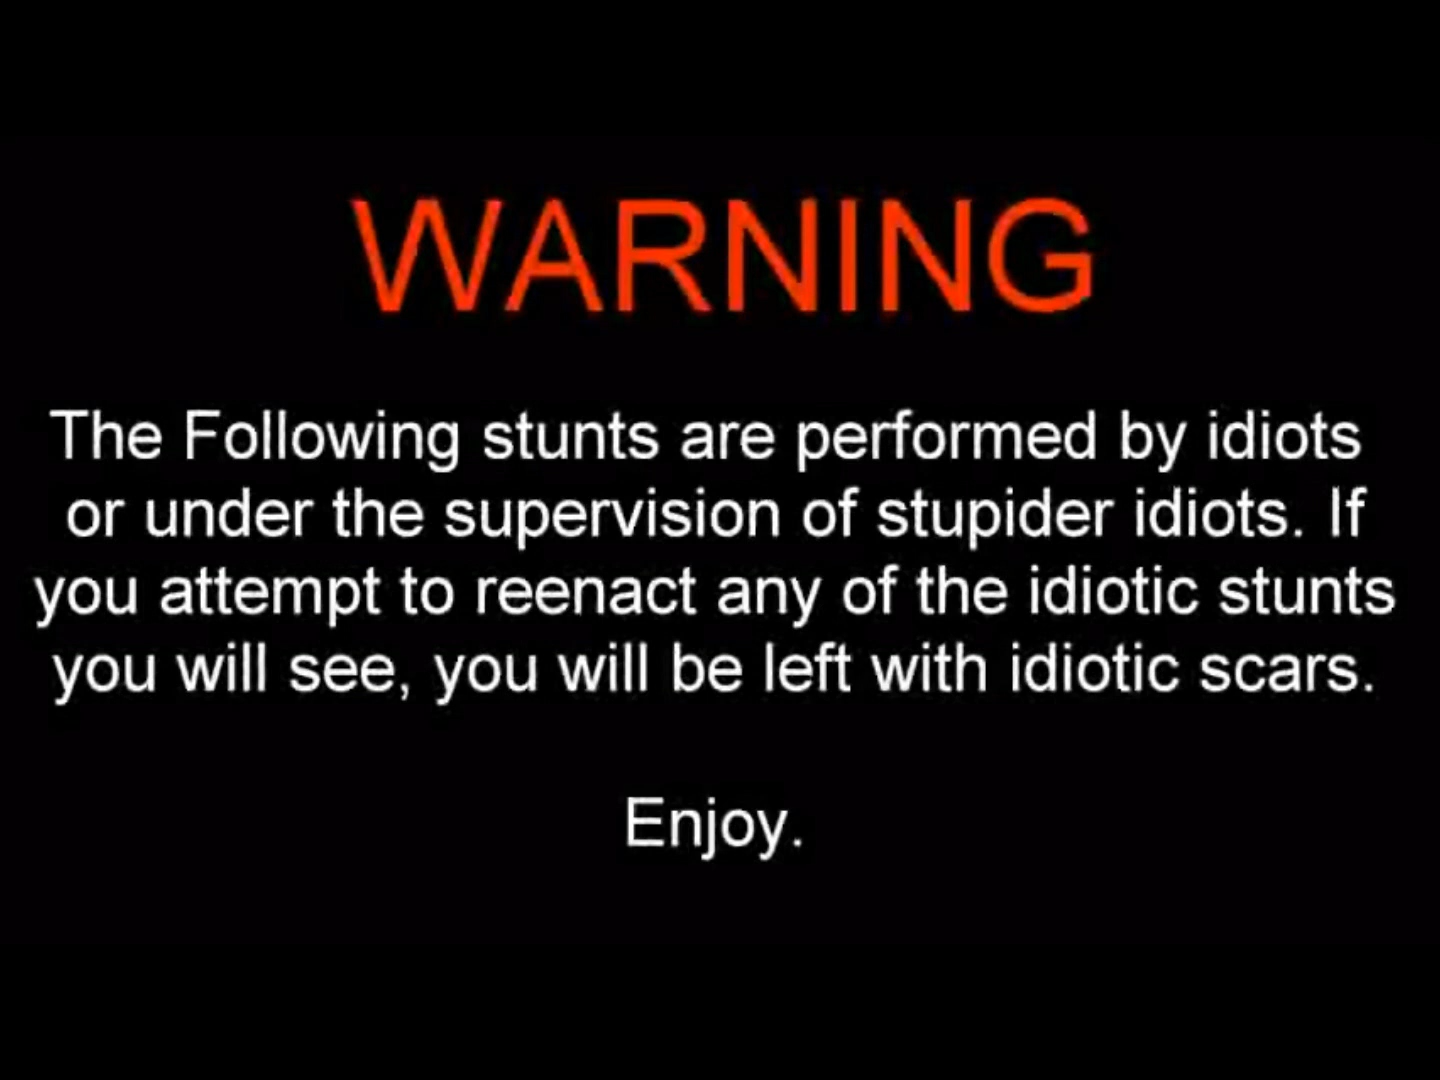 WARNING
The Following stunts are performed by idiots
or under the supervision of stupider idiots. If
you attempt to reenact any of the idiotic stunts
you will see, you will be left with idiotic scars.
Enjoy.